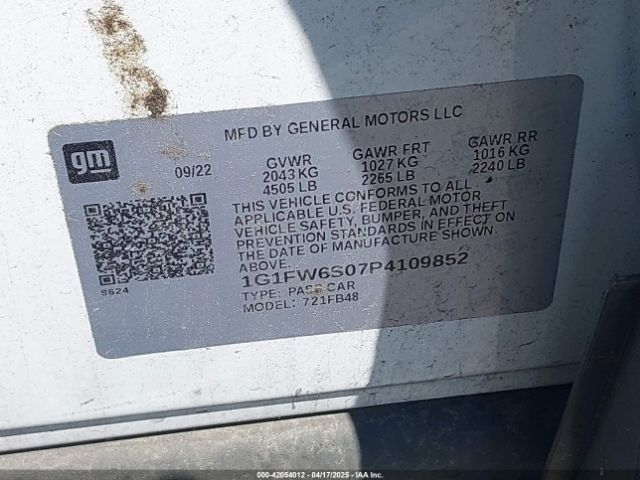 MFD BY GENERAL MOTORS LLC
gm
09/22
GVWR GAWR FRT GAWR RR
2043 KG 1027 KG 1016 KG
4505 LB 2265 LB 2240 LB
THIS VEHICLE CONFORMS TO ALL
APPLICABLE U.S. FEDERAL MOTOR
VEHICLE SAFETY, BUMPER, AND THEFT
PREVENTION STANDARDS IN EFFECT ON
THE DATE OF MANUFACTURE SHOWN
ABOVE.
1G1FW6S07P4109852
TYPE: PASS CAR
MODEL: 721FB48
S624
000-42054012 - 04/17/2025 - IAA Inc.